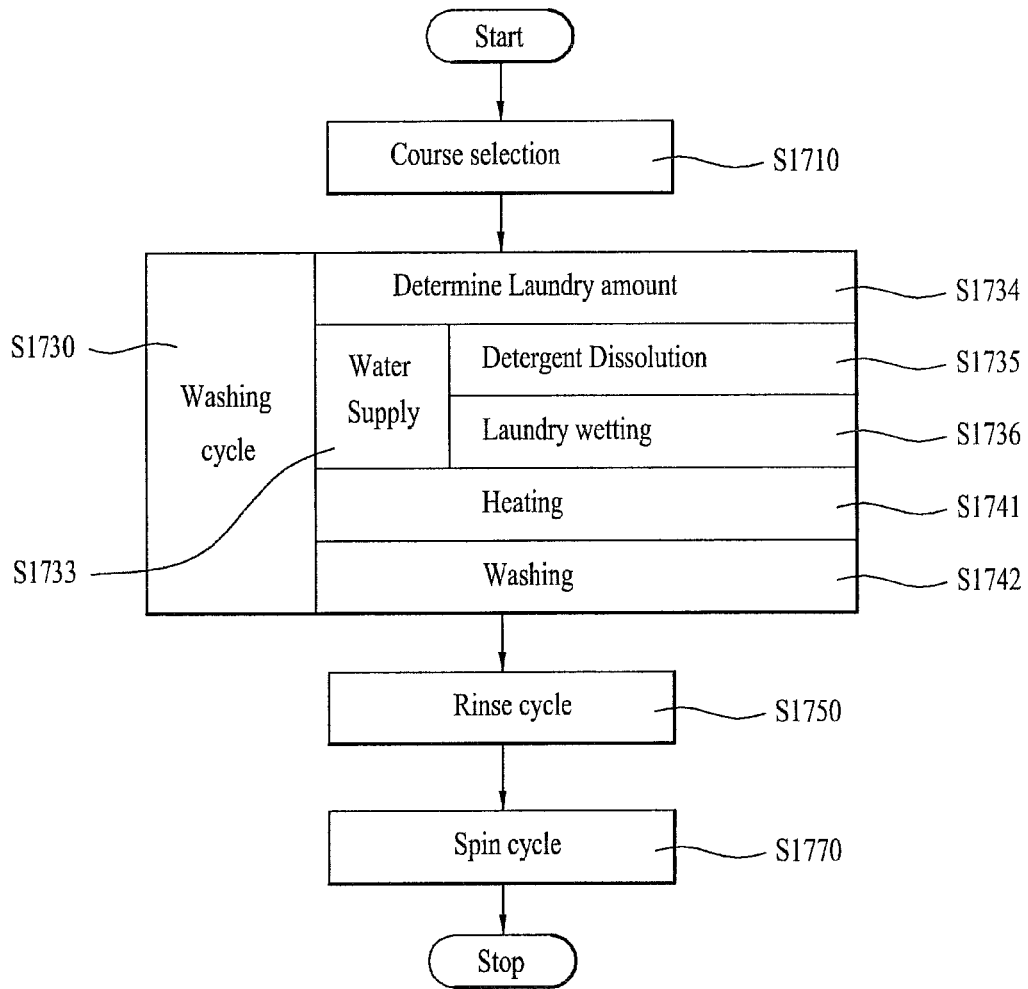 Start
Course selection
S1710
Determine Laundry amount
S1734
S1730
Washing
cycle
Water
Supply
Detergent Dissolution
S1735
Laundry wetting
S1736
Heating
S1741
S1733
Washing
S1742
Rinse cycle
S1750
Spin cycle
S1770
Stop